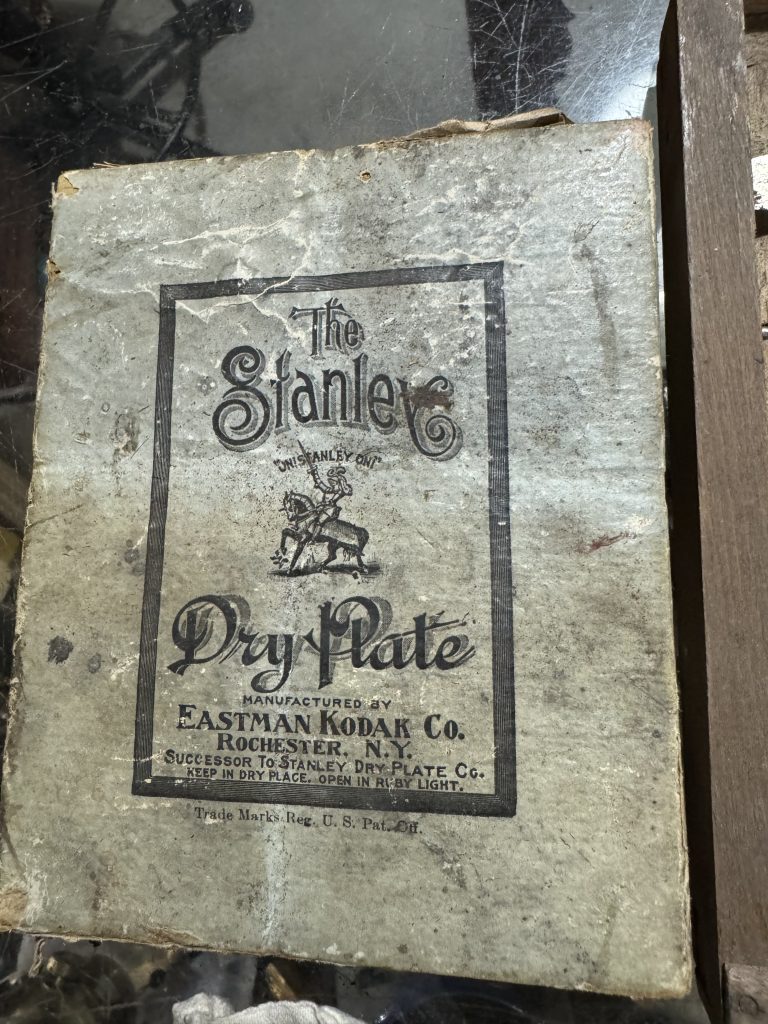 The
Stanley
"ON! STANLEY ON!"
Dry Plate
MANUFACTURED BY
EASTMAN KODAK CO.
ROCHESTER, N.Y.
SUCCESSOR TO STANLEY DRY PLATE CO.
KEEP IN DRY PLACE. OPEN IN RUBY LIGHT.
Trade Marks Reg. U. S. Pat. Off.